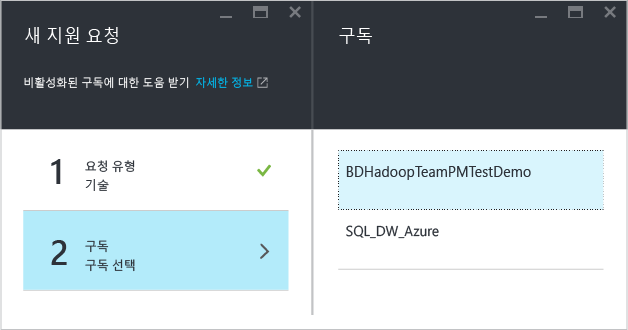 새 지원 요청
비활성화된 구독에 대한 도움 받기 자세한 정보
1
요청 유형
기술
2
구독
구독 선택
구독
BDHadoopTeamPMTestDemo
SQL_DW_Azure